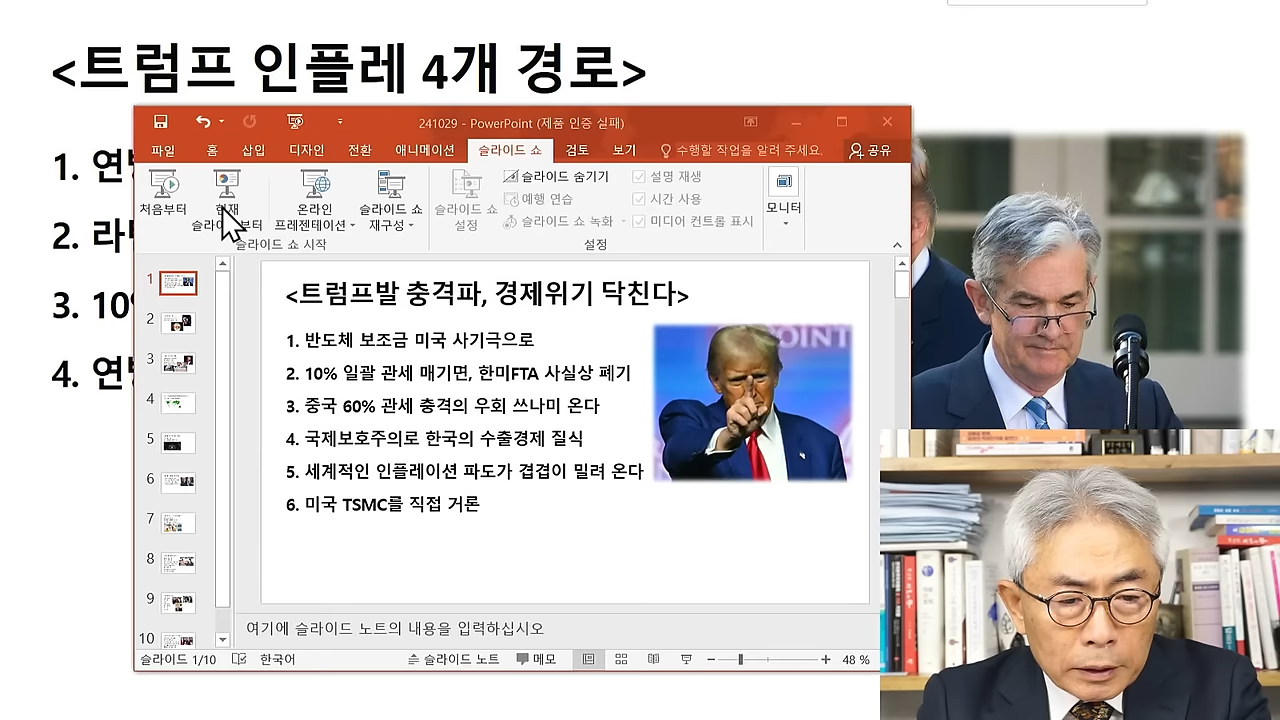 <트럼프 인플레 4개 경로>
1. 연
2. 라
3. 10
4. 연
241029 - PowerPoint (제품 인증 실패)
파일 홈 삽입 디자인 전환 애니메이션 슬라이드 쇼 검토 보기 수행할 작업을 알려 주세요. 공유
처음부터
온라인
프레젠테이션
슬라이드 쇼
재구성
슬라이드 쇼
설정
슬라이드 숨기기
예행 연습
슬라이드 쇼 녹화
설명 재생
시간 사용
미디어 컨트롤 표시
모니터
슬라이드 쇼 시작
설정
1
2
3
4
5
6
7
8
9
10
<트럼프발 충격파, 경제위기 닥친다>
1. 반도체 보조금 미국 사기극으로
2. 10% 일괄 관세 매기면, 한미FTA 사실상 폐기
3. 중국 60% 관세 충격의 우회 쓰나미 온다
4. 국제보호주의로 한국의 수출경제 질식
5. 세계적인 인플레이션 파도가 겹겹이 밀려 온다
6. 미국 TSMC를 직접 거론
POINT
여기에 슬라이드 노트의 내용을 입력하십시오
슬라이드 1/10 한국어 슬라이드 노트 메모 48 %